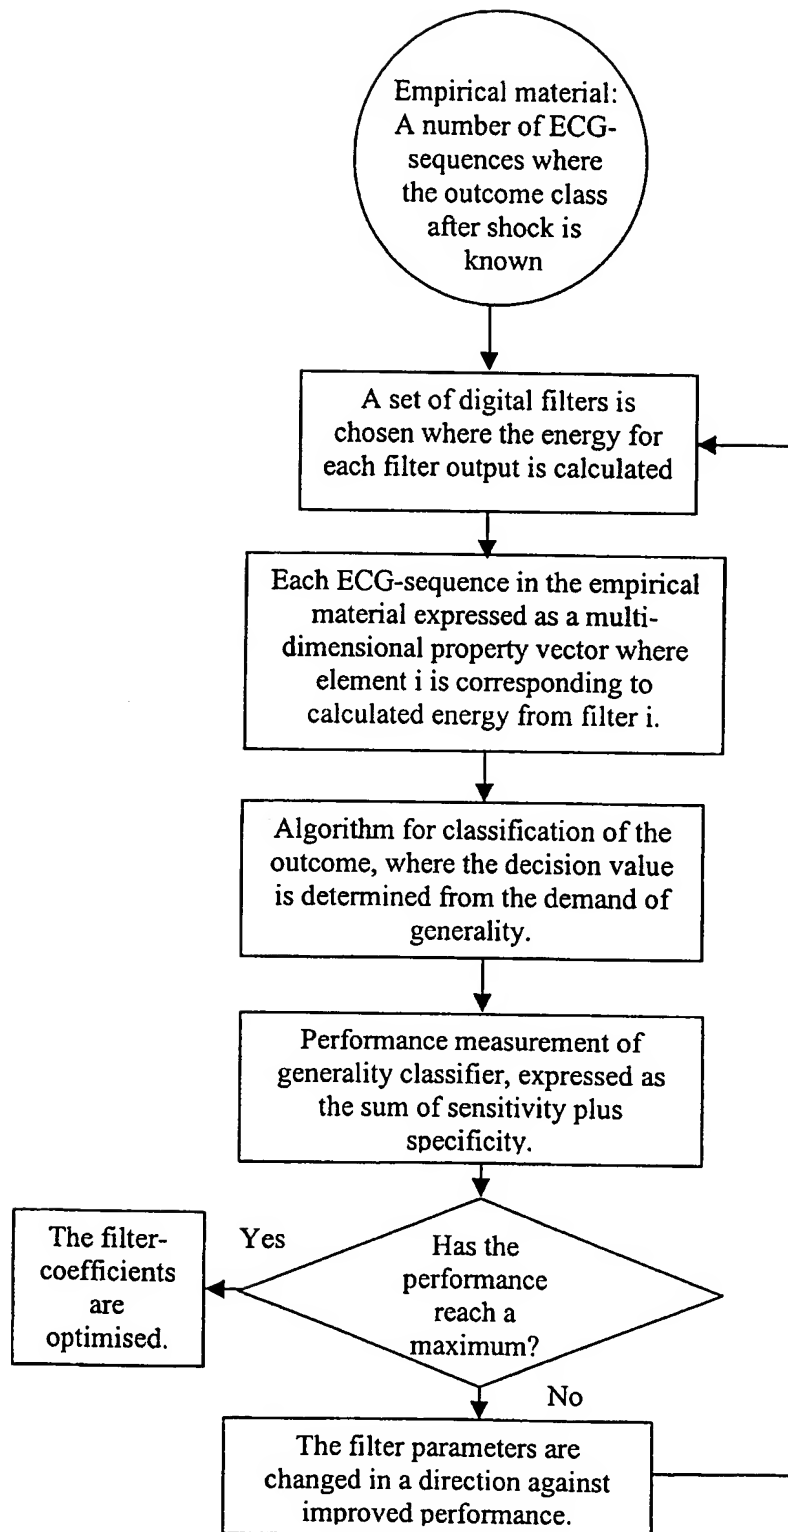 Empirical material:
A number of ECG-
sequences where
the outcome class
after shock is
known
A set of digital filters is
chosen where the energy for
each filter output is calculated
Each ECG-sequence in the empirical
material expressed as a multi-
dimensional property vector where
element i is corresponding to
calculated energy from filter i.
Algorithm for classification of the
outcome, where the decision value
is determined from the demand of
generality.
Performance measurement of
generality classifier, expressed as
the sum of sensitivity plus
specificity.
Has the
performance
reach a
maximum?
Yes
The filter-
coefficients
are
optimised.
No
The filter parameters are
changed in a direction against
improved performance.